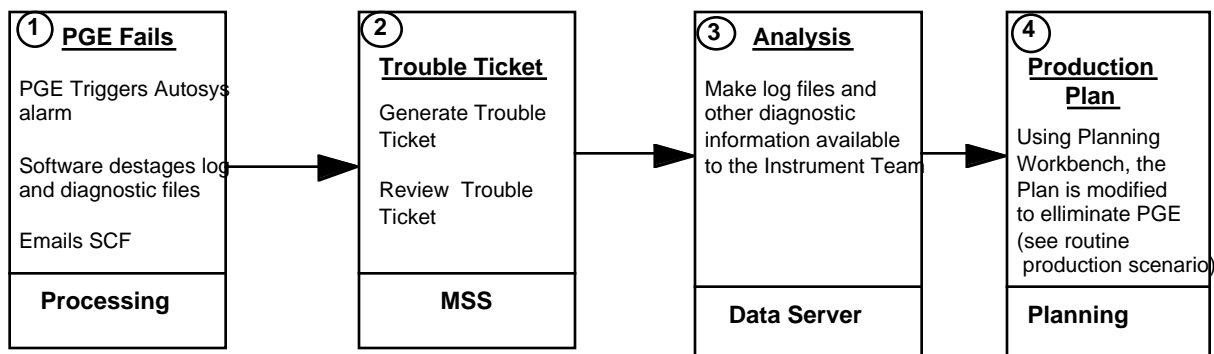 1
PGE Fails
PGE Triggers Autosys
alarm
Software destages log
and diagnostic files
Emails SCF
Processing
2
Trouble Ticket
Generate Trouble
Ticket
Review Trouble
Ticket
MSS
3
Analysis
Make log files and
other diagnostic
information available
to the Instrument Team
Data Server
4
Production
Plan
Using Planning
Workbench, the
Plan is modified
to elliminate PGE
(see routine
production scenario)
Planning